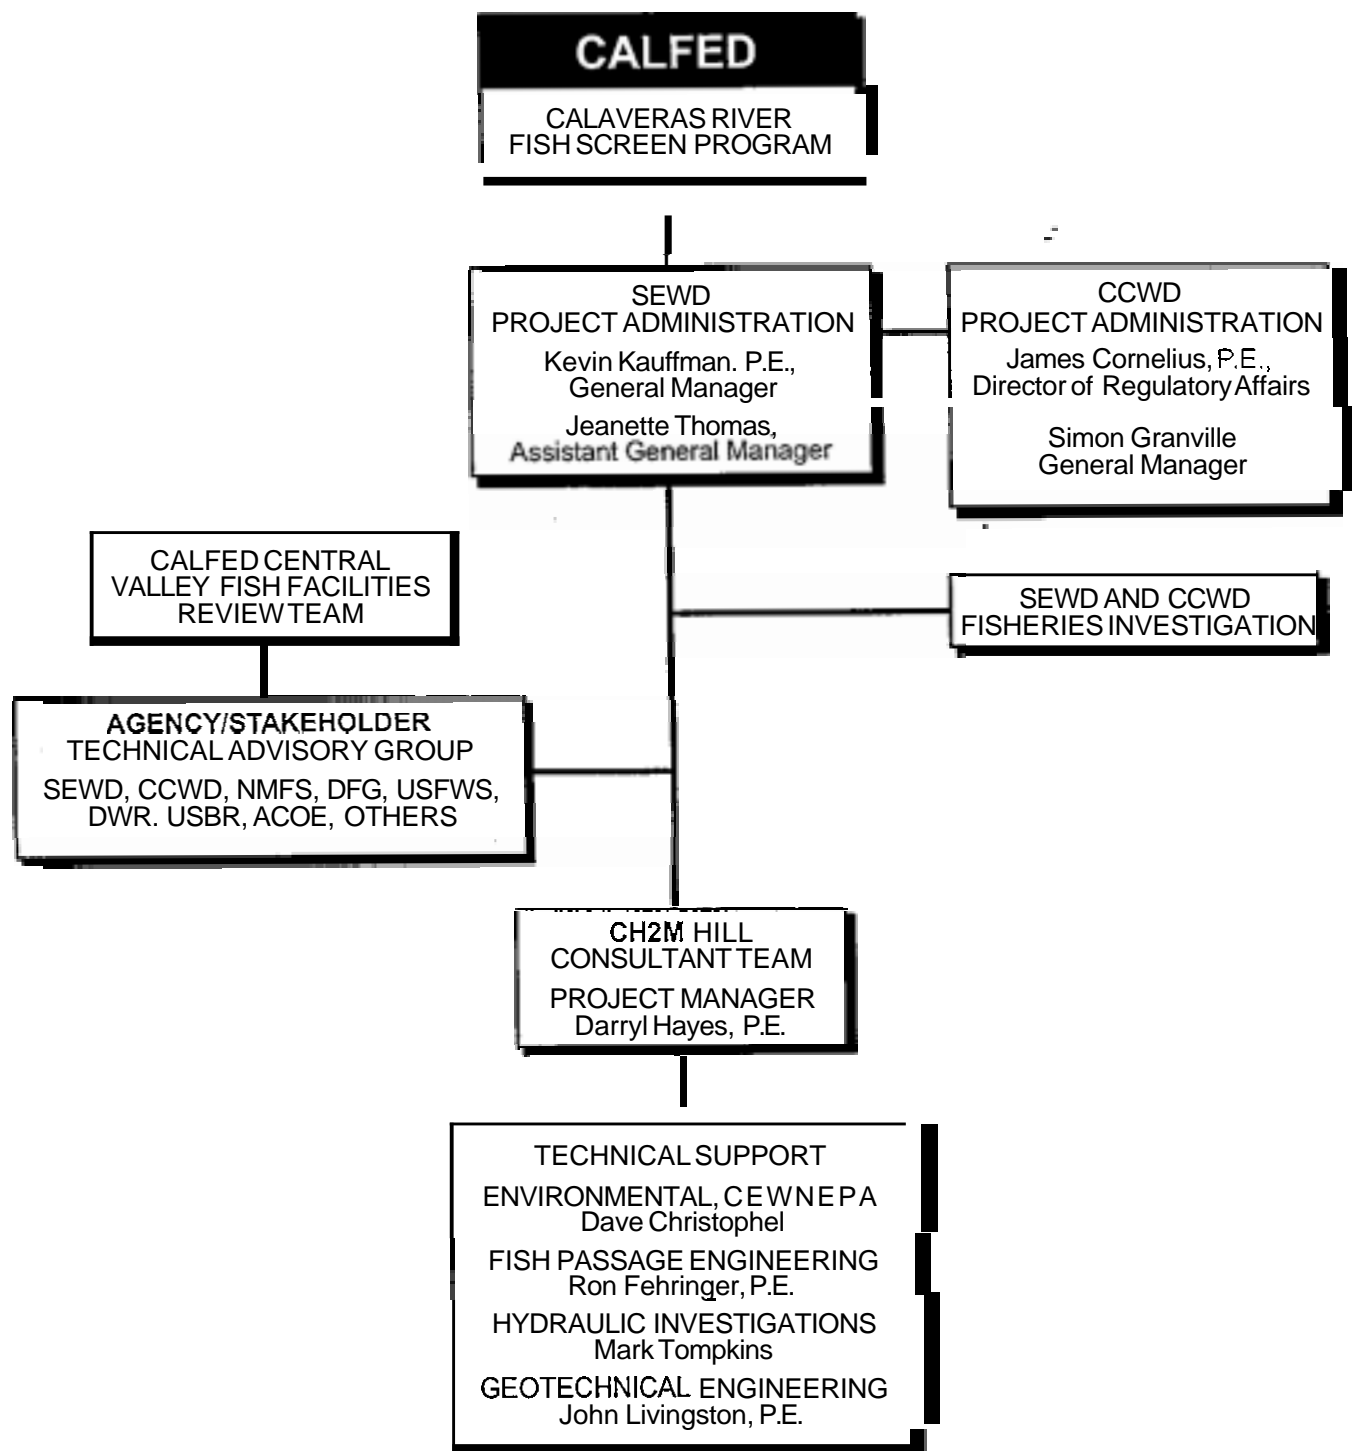 CALFED
CALAVERAS RIVER
FISH SCREEN PROGRAM
SEWD
PROJECT ADMINISTRATION
Kevin Kauffman. P.E.,
General Manager
Jeanette Thomas,
Assistant General Manager
CCWD
PROJECT ADMINISTRATION
James Cornelius, P.E.,
Director of Regulatory Affairs
Simon Granville
General Manager
CALFED CENTRAL
VALLEY FISH FACILITIES
REVIEW TEAM
SEWD AND CCWD
FISHERIES INVESTIGATION
AGENCY/STAKEHOLDER
TECHNICAL ADVISORY GROUP
SEWD, CCWD, NMFS, DFG, USFWS,
DWR. USBR, ACOE, OTHERS
CH2M HILL
CONSULTANT TEAM
PROJECT MANAGER
Darryl Hayes, P.E.
TECHNICAL SUPPORT
ENVIRONMENTAL, CEWNEPA
Dave Christophel
FISH PASSAGE ENGINEERING
Ron Fehringer, P.E.
HYDRAULIC INVESTIGATIONS
Mark Tompkins
GEOTECHNICAL ENGINEERING
John Livingston, P.E.